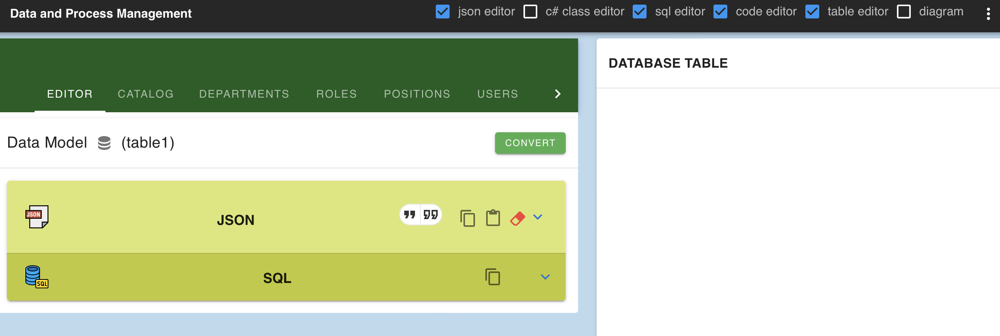 Data and Process Management
json editor c# class editor sql editor code editor table editor diagram
EDITOR CATALOG DEPARTMENTS ROLES POSITIONS USERS
DATABASE TABLE
Data Model (table1) CONVERT
JSON JSON
SQL SQL